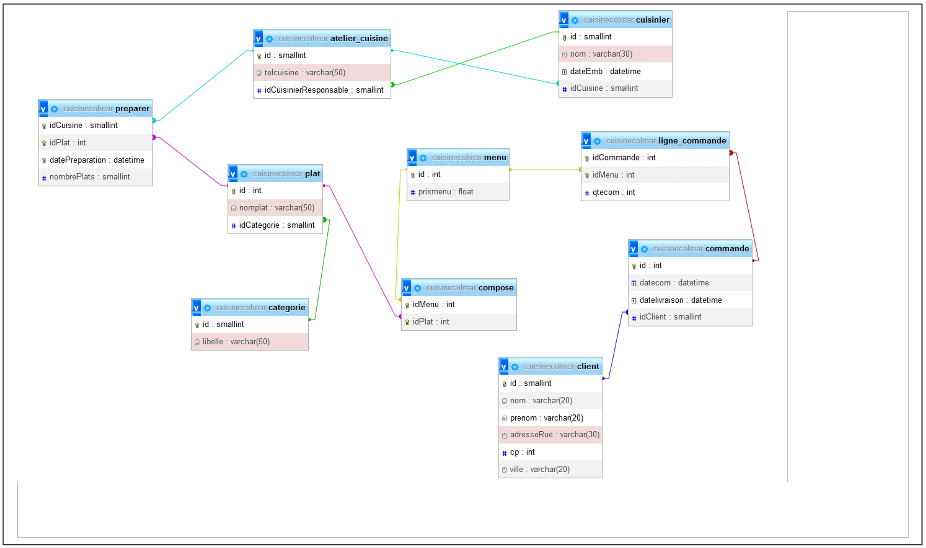 cuisinecolmar cuisinier
id : smallint
nom : varchar(30)
dateEmb : datetime
idCuisine : smallint
cuisinecolmar atelier_cuisine
id : smallint
telcuisine : varchar(50)
idCuisinierResponsable : smallint
cuisinecolmar preparer
idCuisine : smallint
idPlat : int
datePreparation : datetime
nombrePlats : smallint
cuisinecolmar plat
id : int
nomplat : varchar(50)
idCategorie : smallint
cuisinecolmar menu
id : int
prixmenu : float
cuisinecolmar ligne_commande
idCommande : int
idMenu : int
qtecom : int
cuisinecolmar commande
id : int
datecom : datetime
datelivraison : datetime
idClient : smallint
cuisinecolmar categorie
id : smallint
libelle : varchar(50)
cuisinecolmar compose
idMenu : int
idPlat : int
cuisinecolmar client
id : smallint
nom : varchar(20)
prenom : varchar(20)
adresseRue : varchar(30)
cp : int
ville : varchar(20)